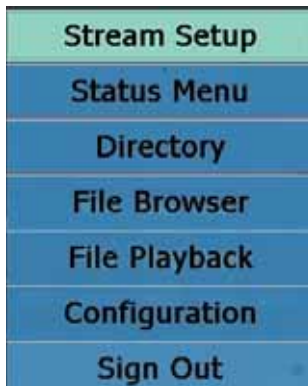 Stream Setup
Status Menu
Directory
File Browser
File Playback
Configuration
Sign Out